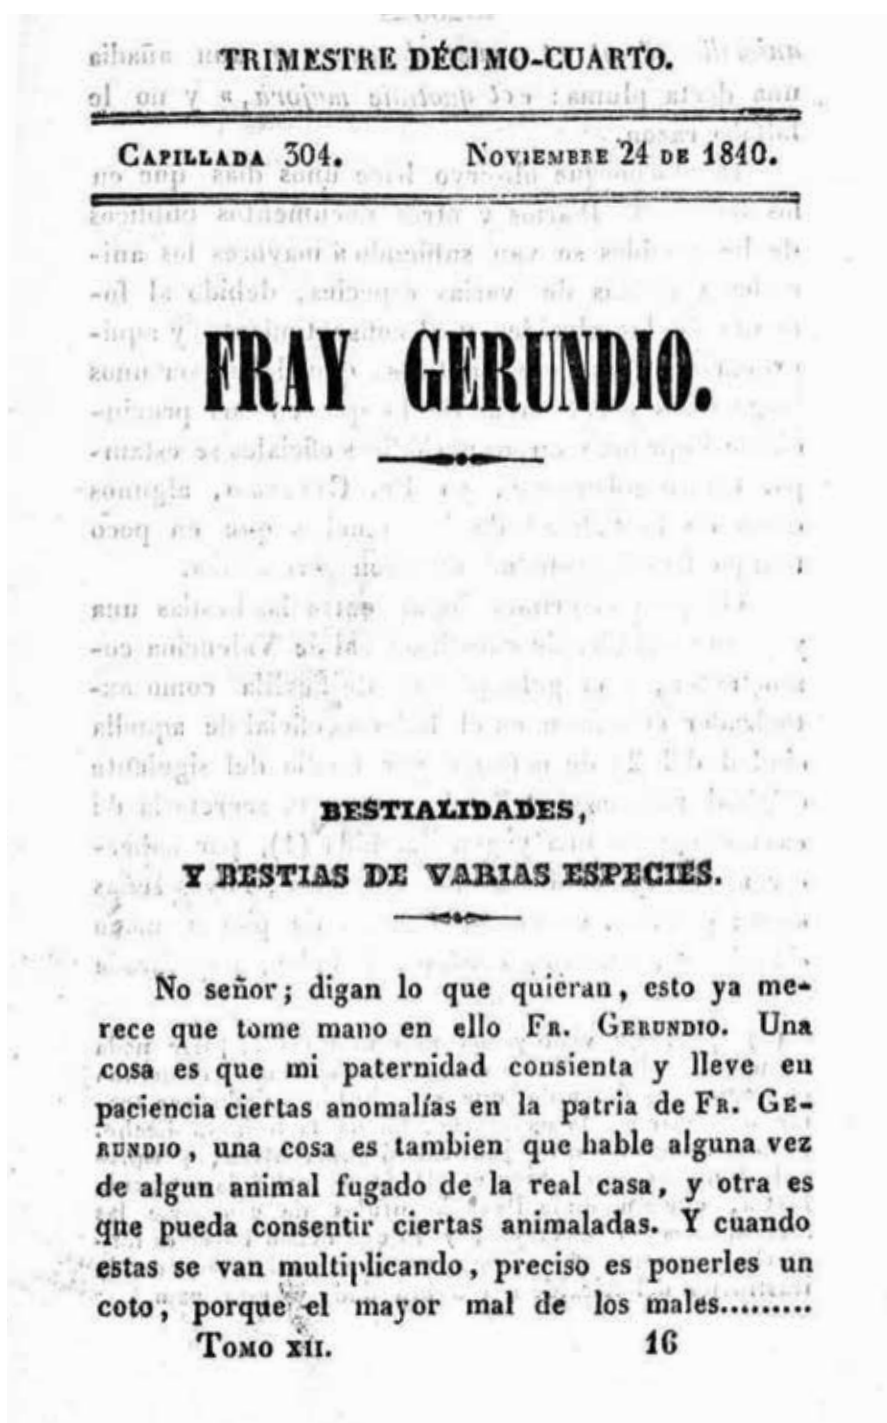 TRIMESTRE DÉCIMO-CUARTO.
CAPILLADA 304. NOVIEMBRE 24 DE 1840.
FRAY GERUNDIO.
BESTIALIDADES,
Y BESTIAS DE VARIAS ESPECIES.
No señor; digan lo que quieran, esto ya me-
rece que tome mano en ello FR. GERUNDIO. Una
cosa es que mi paternidad consienta y lleve en
paciencia ciertas anomalías en la patria de FR. GE-
RUNDIO, una cosa es tambien que hable alguna vez
de algun animal fugado de la real casa, y otra es
que pueda consentir ciertas animaladas. Y cuando
estas se van multiplicando, preciso es ponerles un
coto, porque el mayor mal de los males.........
TOMO XII. 16